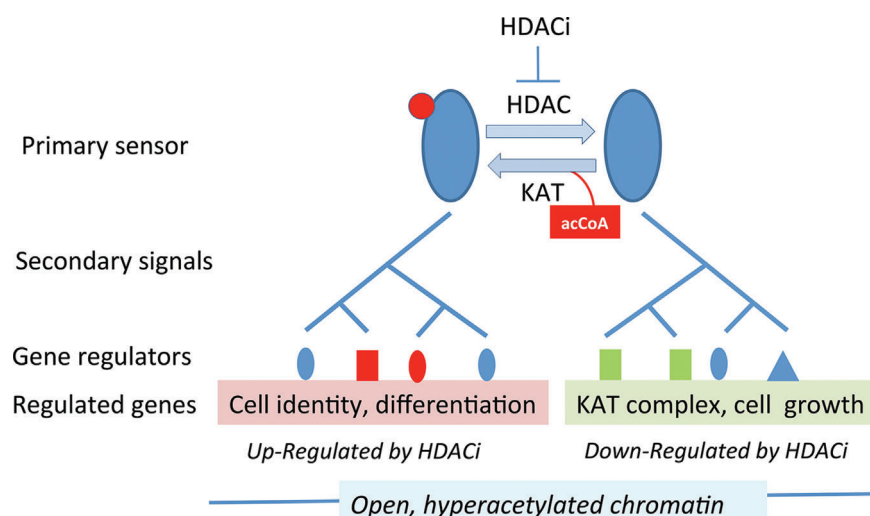 HDACi
HDAC
Primary sensor
KAT
acCoA
Secondary signals
Gene regulators
Regulated genes
Cell identity, differentiation
KAT complex, cell growth
Up-Regulated by HDACi
Down-Regulated by HDACi
Open, hyperacetylated chromatin